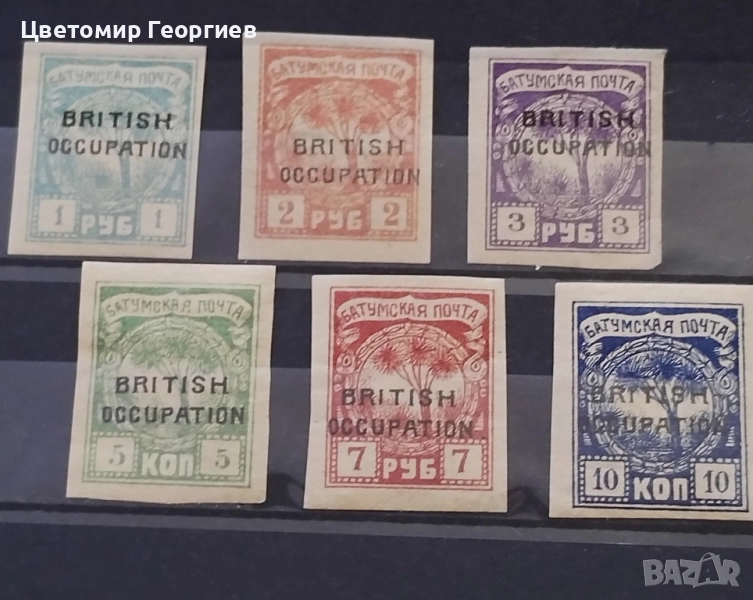 Цветомир Георгиев
БАТУМСКАЯ ПОЧТА
BRITISH
OCCUPATION
1 РУБ 1
БАТУМСКАЯ ПОЧТА
BRITISH
OCCUPATION
2 РУБ 2
БАТУМСКАЯ ПОЧТА
BRITISH
OCCUPATION
3 РУБ 3
БАТУМСКАЯ ПОЧТА
BRITISH
OCCUPATION
5 КОП 5
БАТУМСКАЯ ПОЧТА
BRITISH
OCCUPATION
7 РУБ 7
БАТУМСКАЯ ПОЧТА
BRITISH
OCCUPATION
10 КОП 10
BAZAR